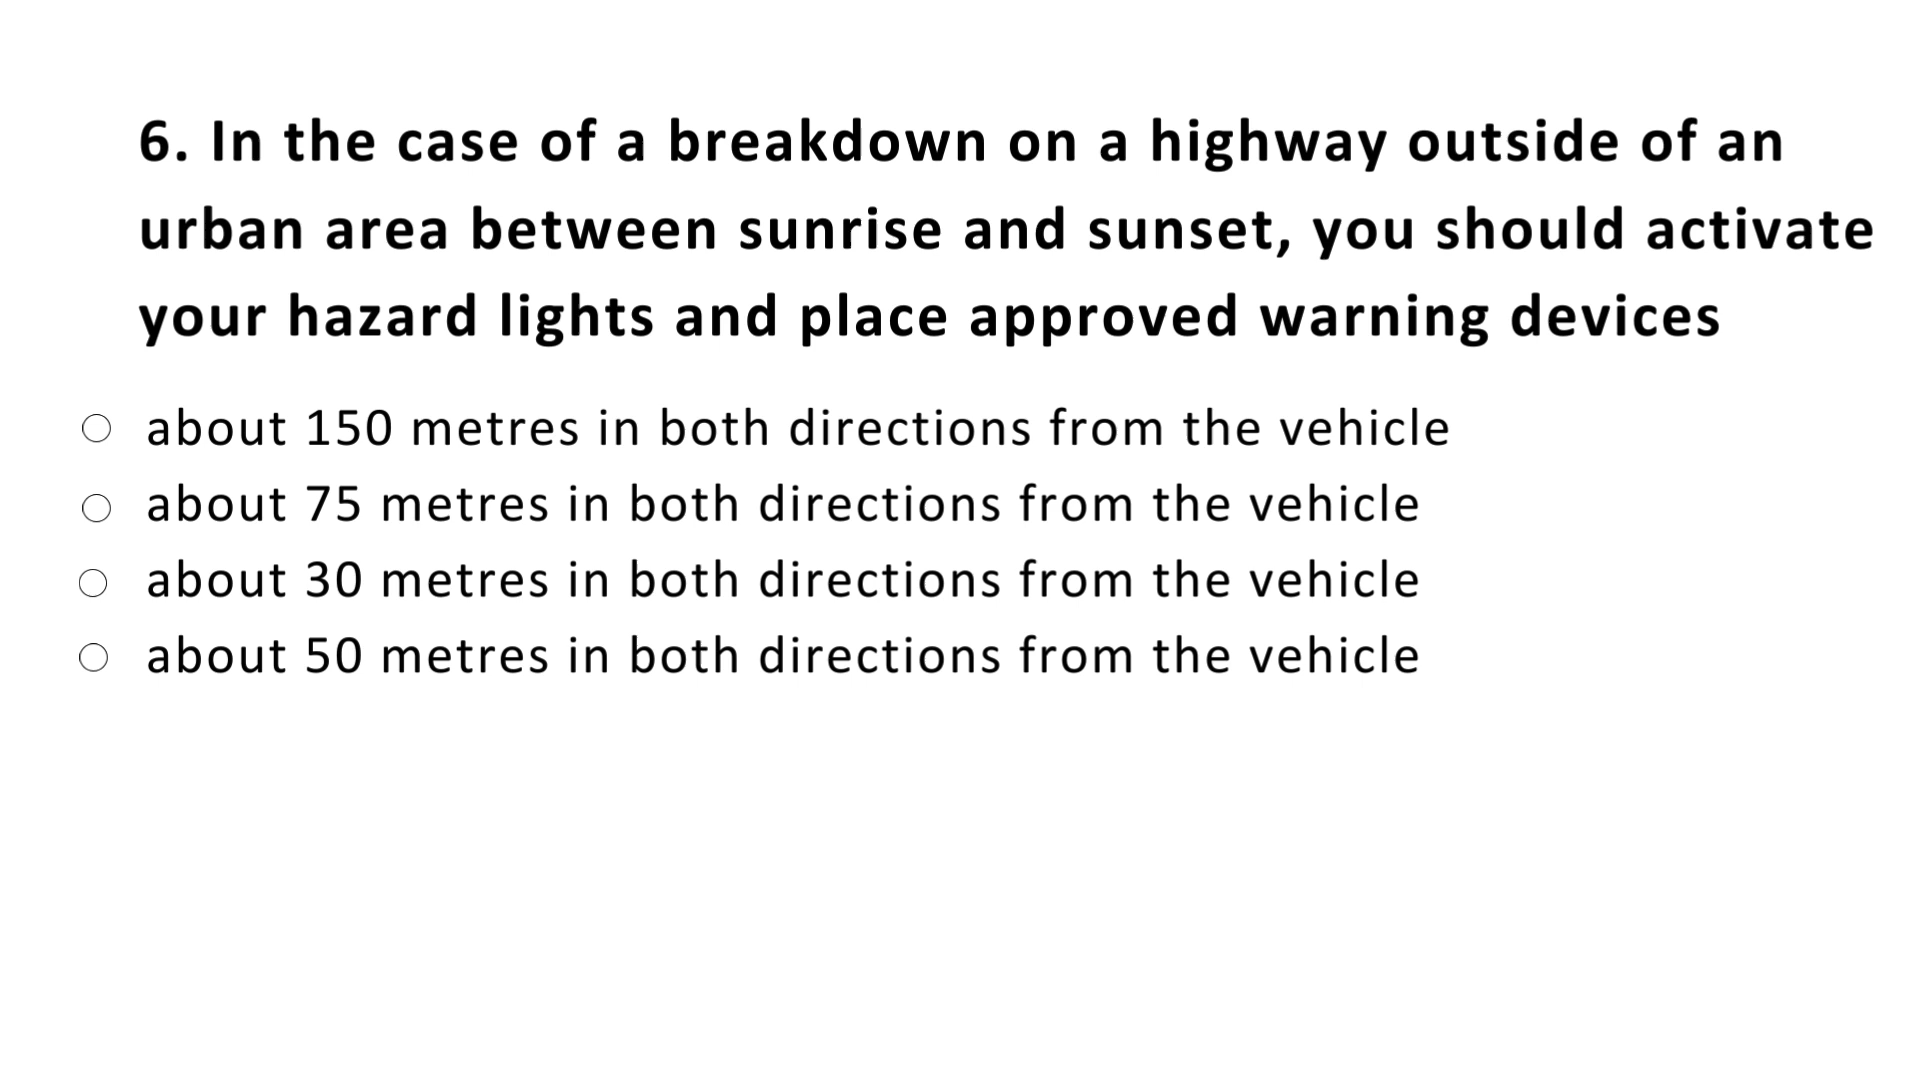 6. In the case of a breakdown on a highway outside of an
urban area between sunrise and sunset, you should activate
your hazard lights and place approved warning devices
about 150 metres in both directions from the vehicle
about 75 metres in both directions from the vehicle
about 30 metres in both directions from the vehicle
about 50 metres in both directions from the vehicle